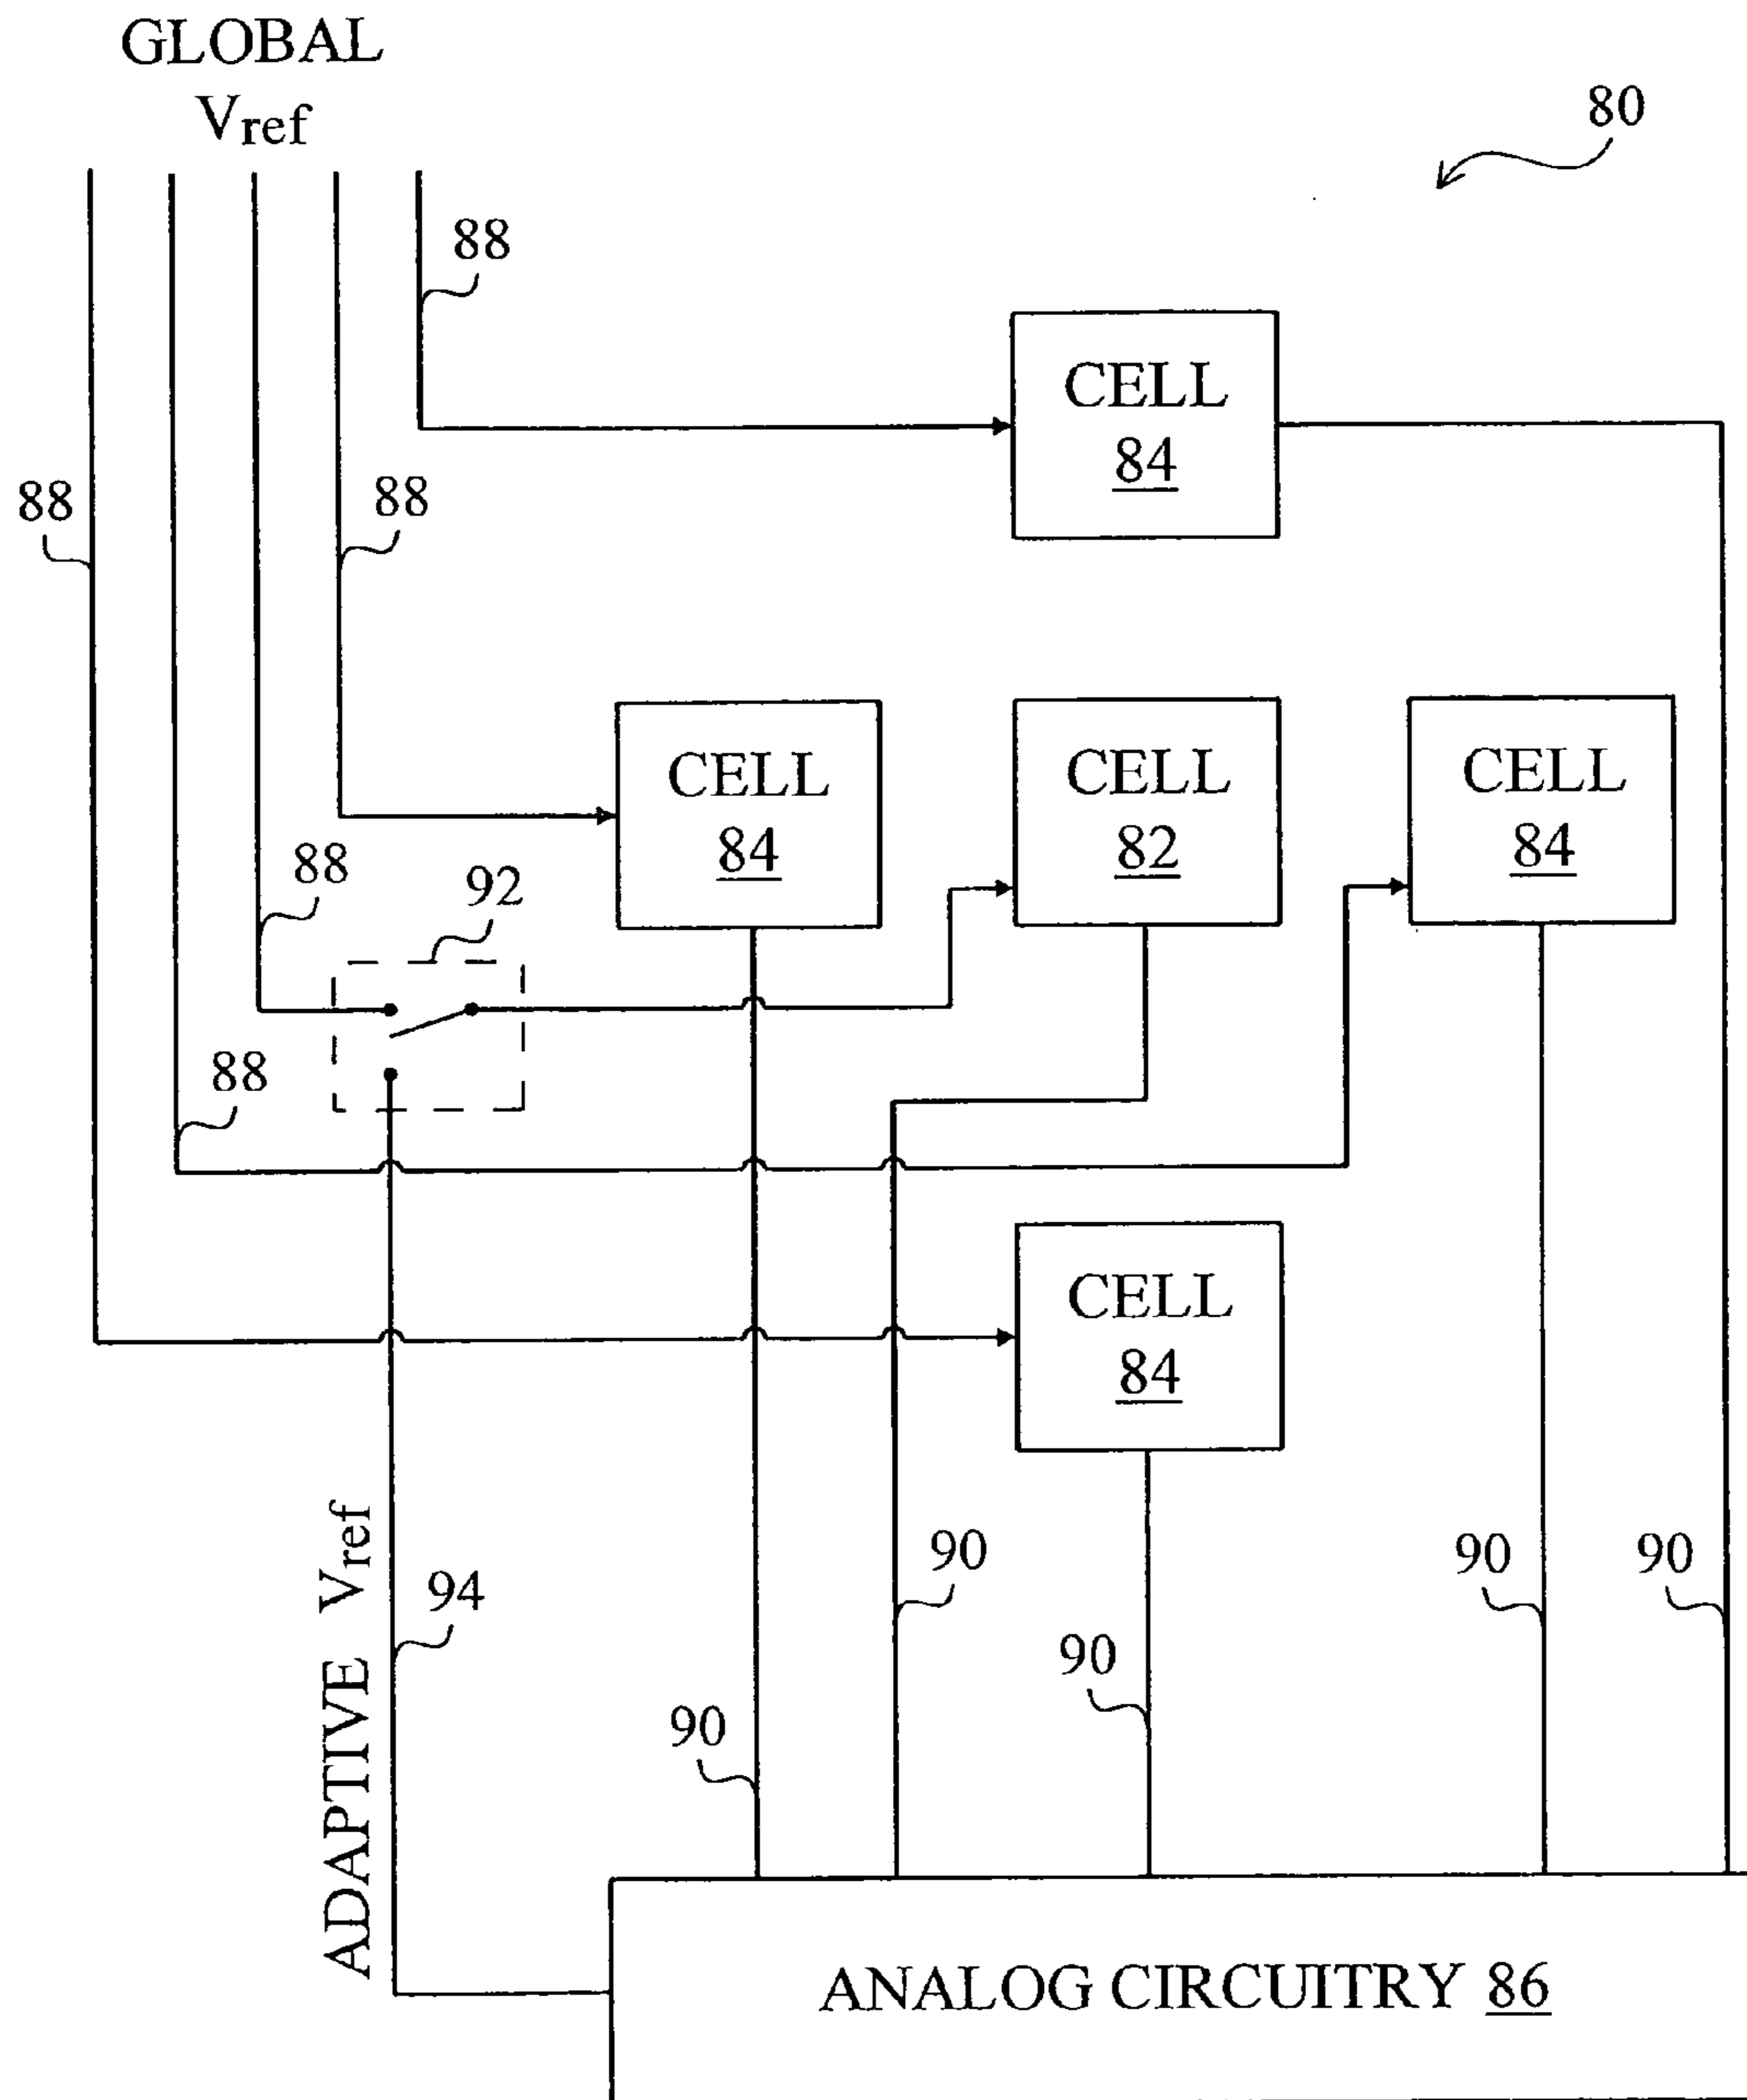 GLOBAL
Vref
80
88
CELL
84
88
88
CELL
84
CELL
82
CELL
84
88
92
88
CELL
84
ADAPTIVE Vref
94
90
90
90
90
90
ANALOG CIRCUITRY 86